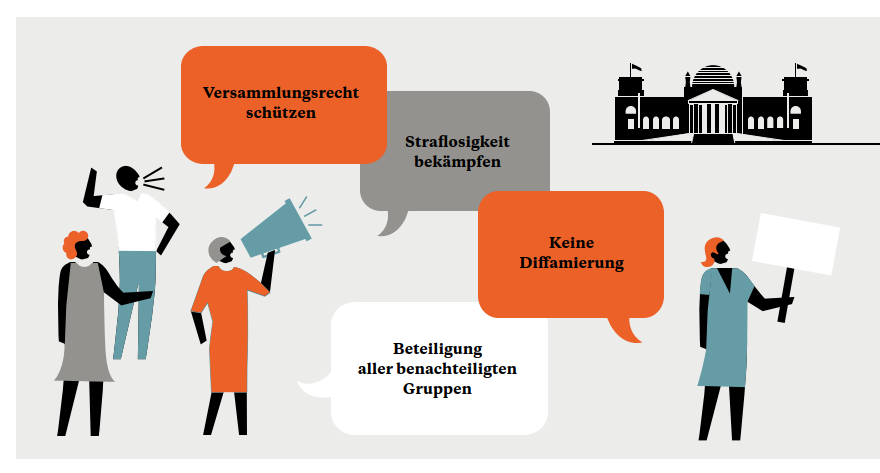 Versammlungsrecht
schützen
Straflosigkeit
bekämpfen
Keine
Diffamierung
Beteiligung
aller benachteiligten
Gruppen